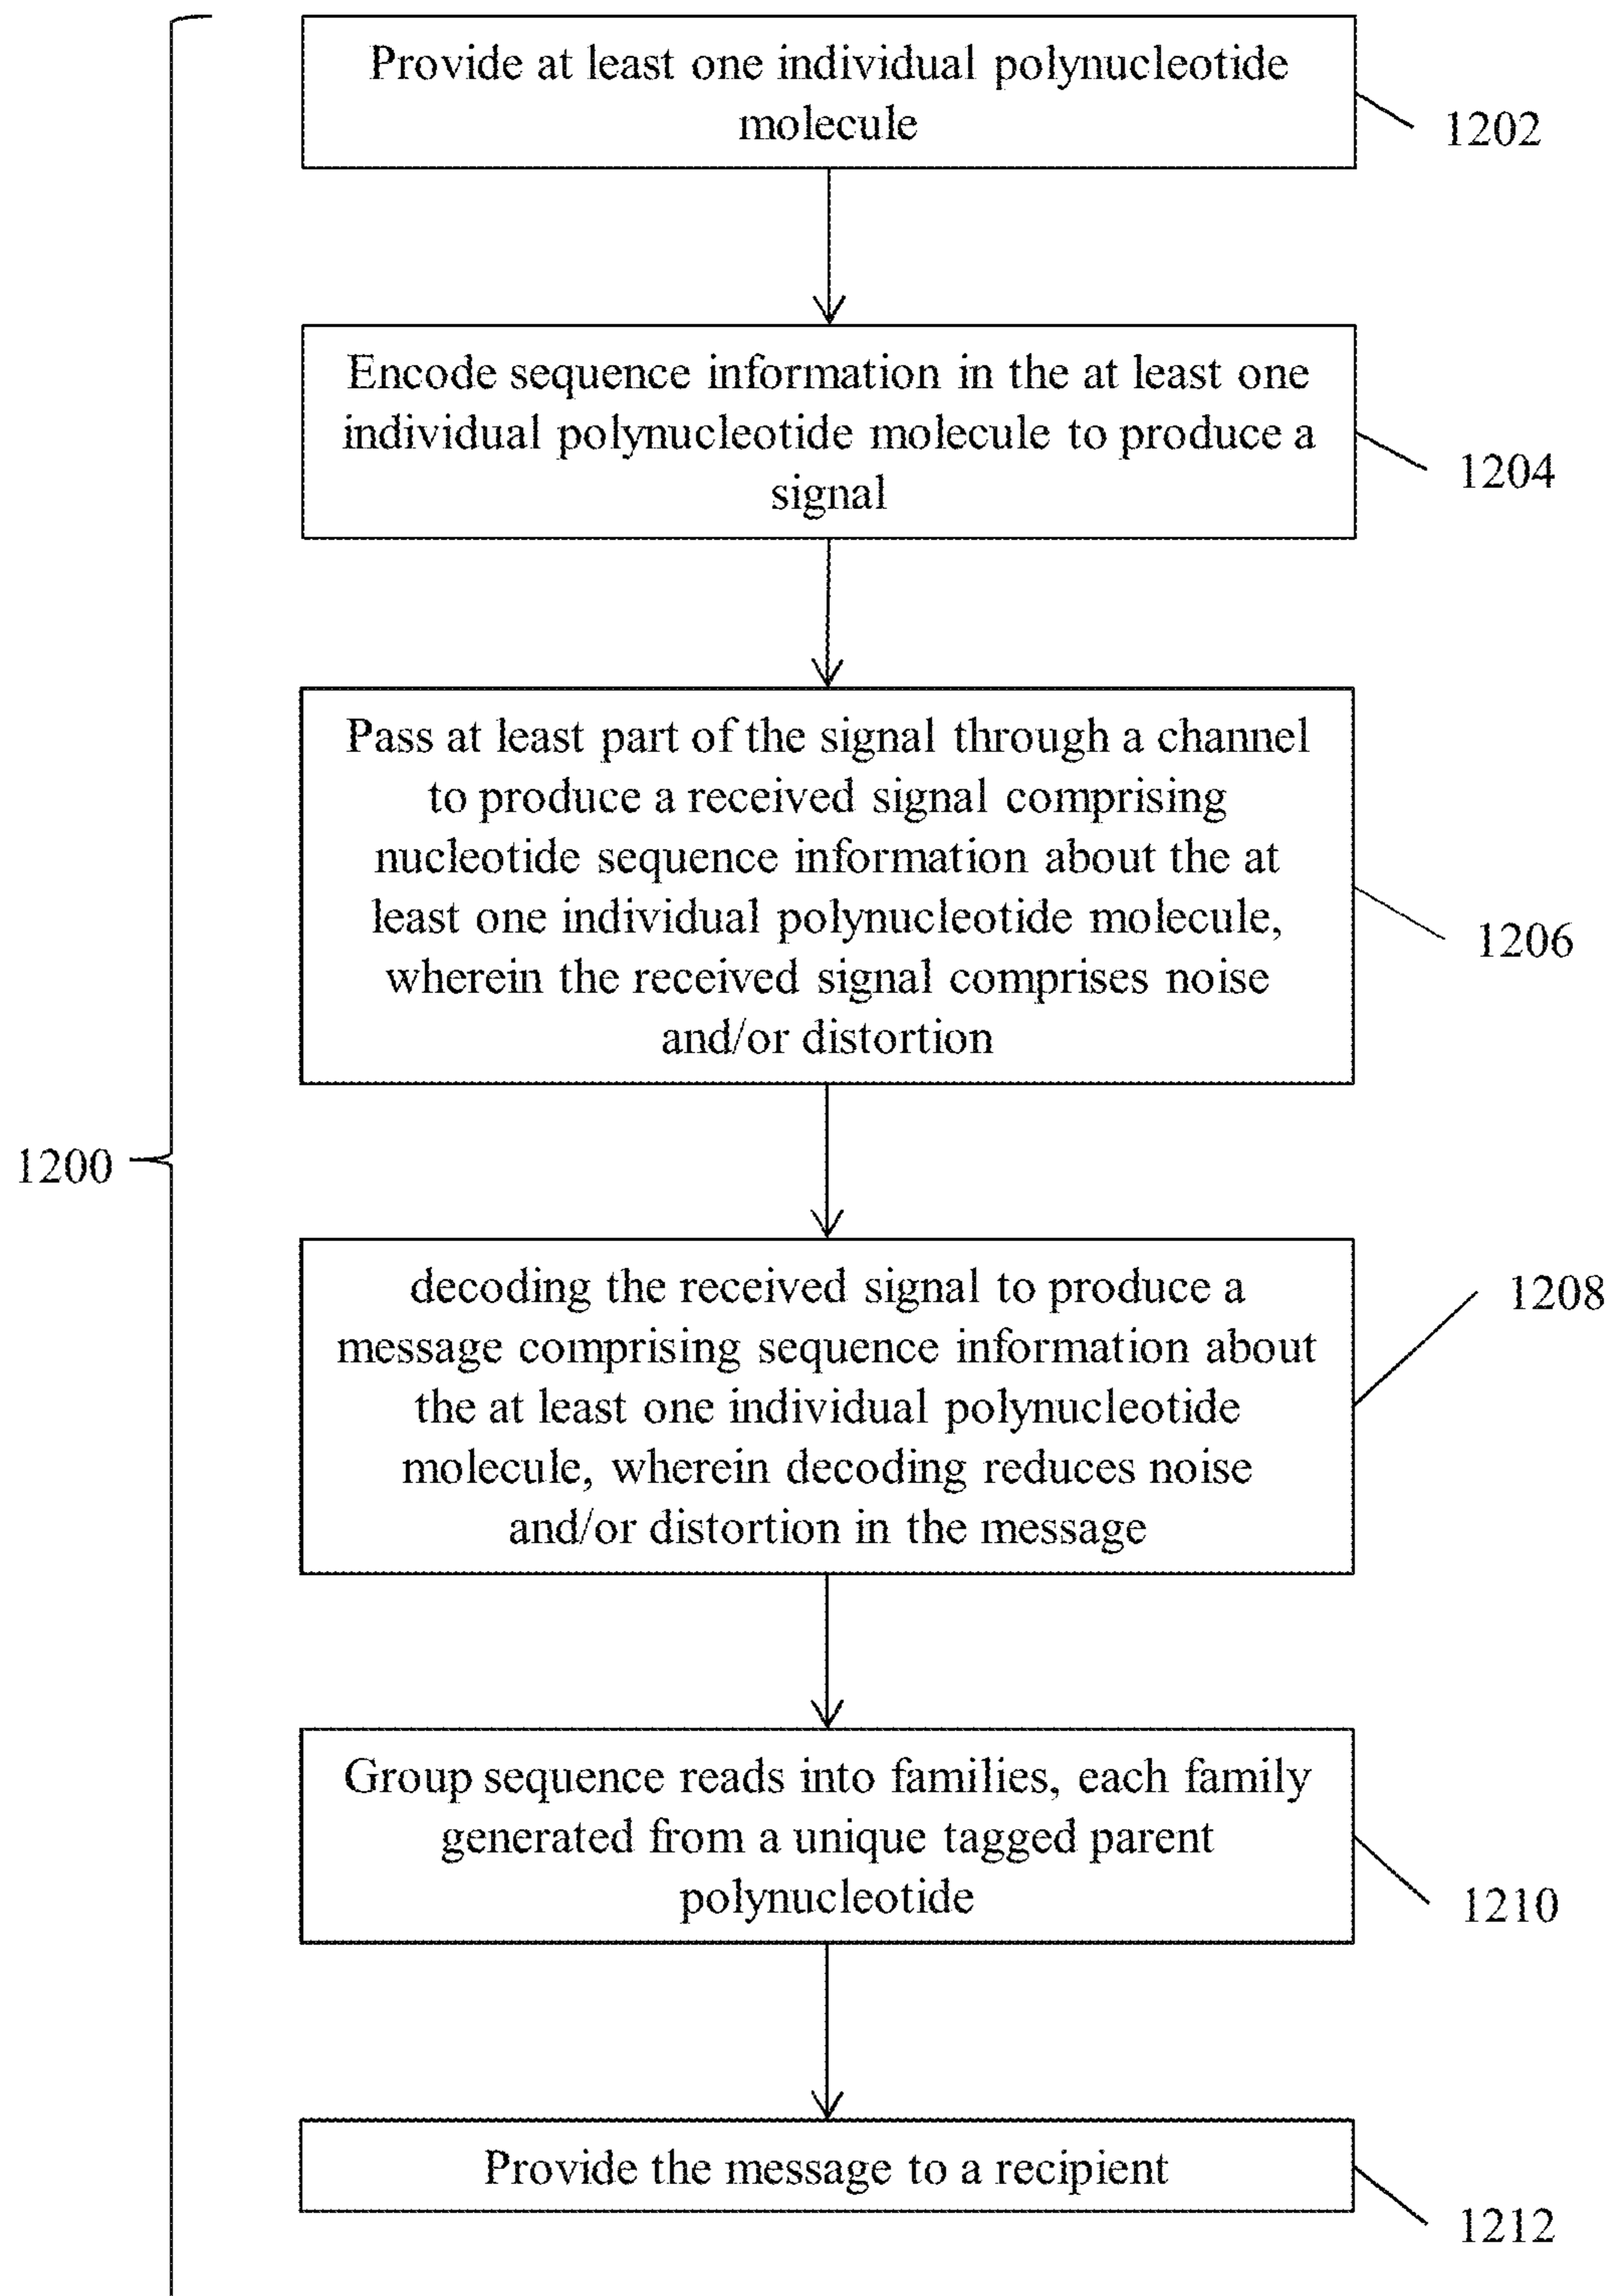 Provide at least one individual polynucleotide
molecule
1202
Encode sequence information in the at least one
individual polynucleotide molecule to produce a
signal
1204
Pass at least part of the signal through a channel
to produce a received signal comprising
nucleotide sequence information about the at
least one individual polynucleotide molecule,
wherein the received signal comprises noise
and/or distortion
1206
1200
decoding the received signal to produce a
message comprising sequence information about
the at least one individual polynucleotide
molecule, wherein decoding reduces noise
and/or distortion in the message
1208
Group sequence reads into families, each family
generated from a unique tagged parent
polynucleotide
1210
Provide the message to a recipient
1212